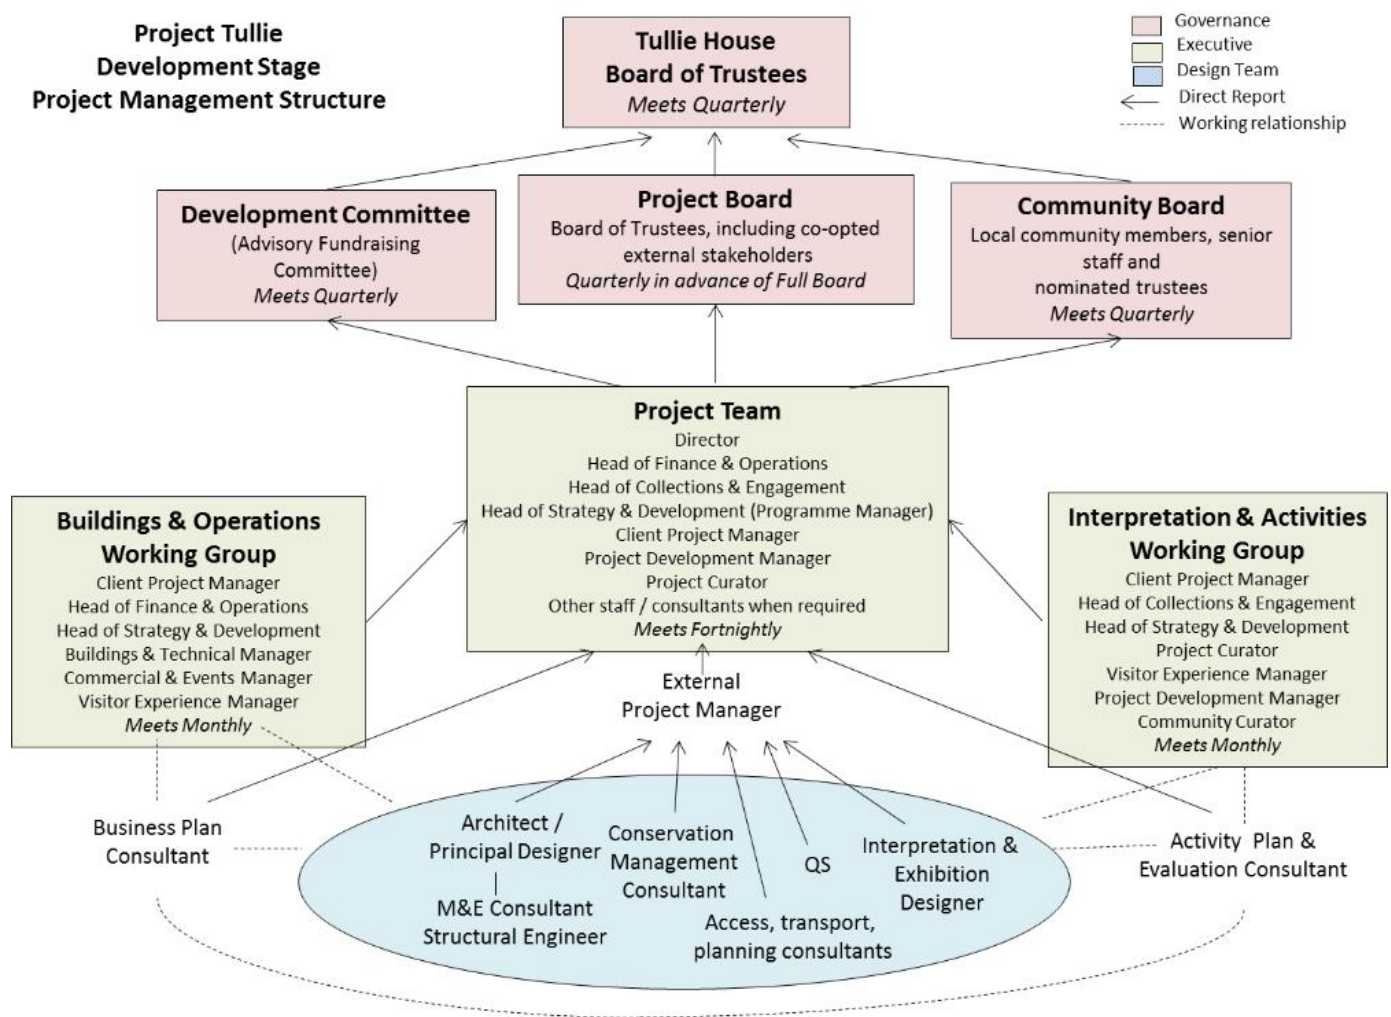 Project Tullie
Development Stage
Project Management Structure
Tullie House
Board of Trustees
Meets Quarterly
Governance
Executive
Design Team
Direct Report
Working relationship
Development Committee
(Advisory Fundraising
Committee)
Meets Quarterly
Project Board
Board of Trustees, including co-opted
external stakeholders
Quarterly in advance of Full Board
Community Board
Local community members, senior
staff and
nominated trustees
Meets Quarterly
Project Team
Director
Head of Finance & Operations
Head of Collections & Engagement
Head of Strategy & Development (Programme Manager)
Client Project Manager
Project Development Manager
Project Curator
Other staff / consultants when required
Meets Fortnightly
Buildings & Operations
Working Group
Client Project Manager
Head of Finance & Operations
Head of Strategy & Development
Buildings & Technical Manager
Commercial & Events Manager
Visitor Experience Manager
Meets Monthly
Interpretation & Activities
Working Group
Client Project Manager
Head of Collections & Engagement
Head of Strategy & Development
Project Curator
Visitor Experience Manager
Project Development Manager
Community Curator
Meets Monthly
External
Project Manager
Business Plan
Consultant
Architect /
Principal Designer
M&E Consultant
Structural Engineer
Conservation
Management
Consultant
Access, transport,
planning consultants
QS
Interpretation &
Exhibition
Designer
Activity Plan &
Evaluation Consultant